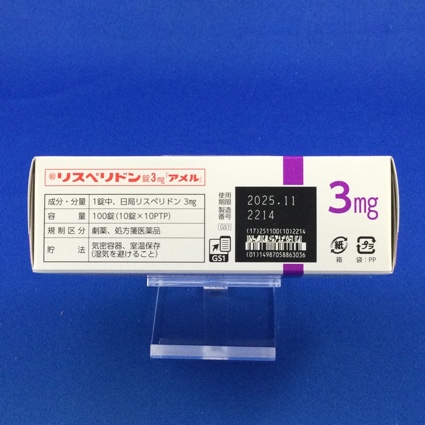 リスペリドン錠3mg「アメル」
成分・分量 1錠中、日局リスペリドン 3mg
容量 100錠(10錠×10PTP)
規制区分 劇薬、処方箋医薬品
貯法 気密容器、室温保存
(湿気を避けること)
使用
期限
製造
番号
GS1
2025.11
2214
(17)251100(10)2214
(01)14987058863036
GS1
3mg
紙 プラ
箱 袋:PP